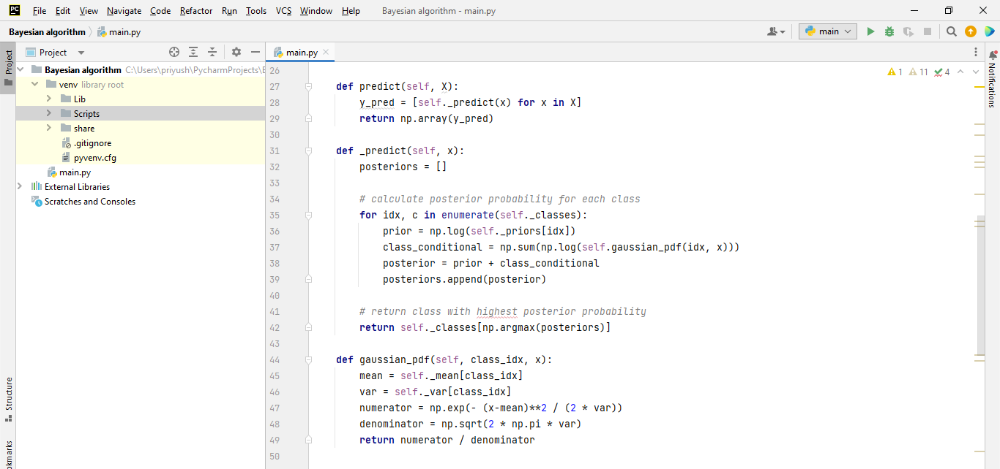 PC File Edit View Navigate Code Refactor Run Tools VCS Window Help Bayesian algorithm - main.py
Bayesian algorithm main.py main
Project
Project
main.py
Bayesian algorithm C:\Users\priyush\PycharmProjects\
venv library root
Lib
Scripts
share
.gitignore
pyvenv.cfg
main.py
External Libraries
Scratches and Consoles
Structure
1 11 4
Notifications
26
27 def predict(self, X):
28 y_pred = [self._predict(x) for x in X]
29 return np.array(y_pred)
30
31 def _predict(self, x):
32 posteriors = []
33
34 # calculate posterior probability for each class
35 for idx, c in enumerate(self._classes):
36 prior = np.log(self._priors[idx])
37 class_conditional = np.sum(np.log(self.gaussian_pdf(idx, x)))
38 posterior = prior + class_conditional
39 posteriors.append(posterior)
40
41 # return class with highest posterior probability
42 return self._classes[np.argmax(posteriors)]
43
44 def gaussian_pdf(self, class_idx, x):
45 mean = self._mean[class_idx]
46 var = self._var[class_idx]
47 numerator = np.exp(- (x-mean)**2 / (2 * var))
48 denominator = np.sqrt(2 * np.pi * var)
49 return numerator / denominator
50